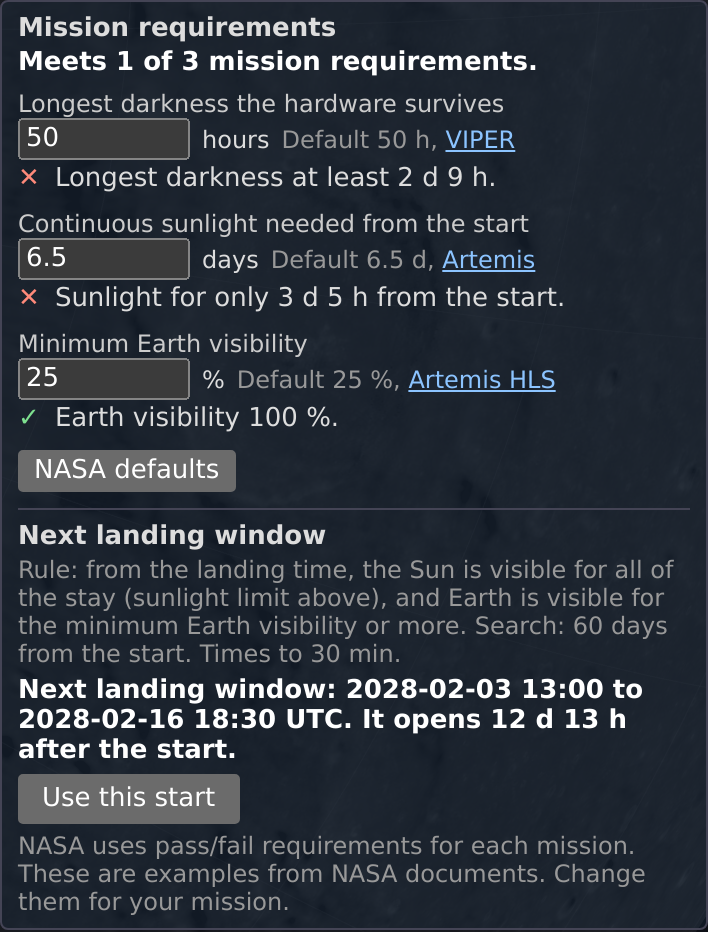 Mission requirements
Meets 1 of 3 mission requirements.
Longest darkness the hardware survives
50 hours Default 50 h, VIPER
✕ Longest darkness at least 2 d 9 h.
Continuous sunlight needed from the start
6.5 days Default 6.5 d, Artemis
✕ Sunlight for only 3 d 5 h from the start.
Minimum Earth visibility
25 % Default 25 %, Artemis HLS
✓ Earth visibility 100 %.
NASA defaults
Next landing window
Rule: from the landing time, the Sun is visible for all of
the stay (sunlight limit above), and Earth is visible for
the minimum Earth visibility or more. Search: 60 days
from the start. Times to 30 min.
Next landing window: 2028-02-03 13:00 to
2028-02-16 18:30 UTC. It opens 12 d 13 h
after the start.
Use this start
NASA uses pass/fail requirements for each mission.
These are examples from NASA documents. Change
them for your mission.